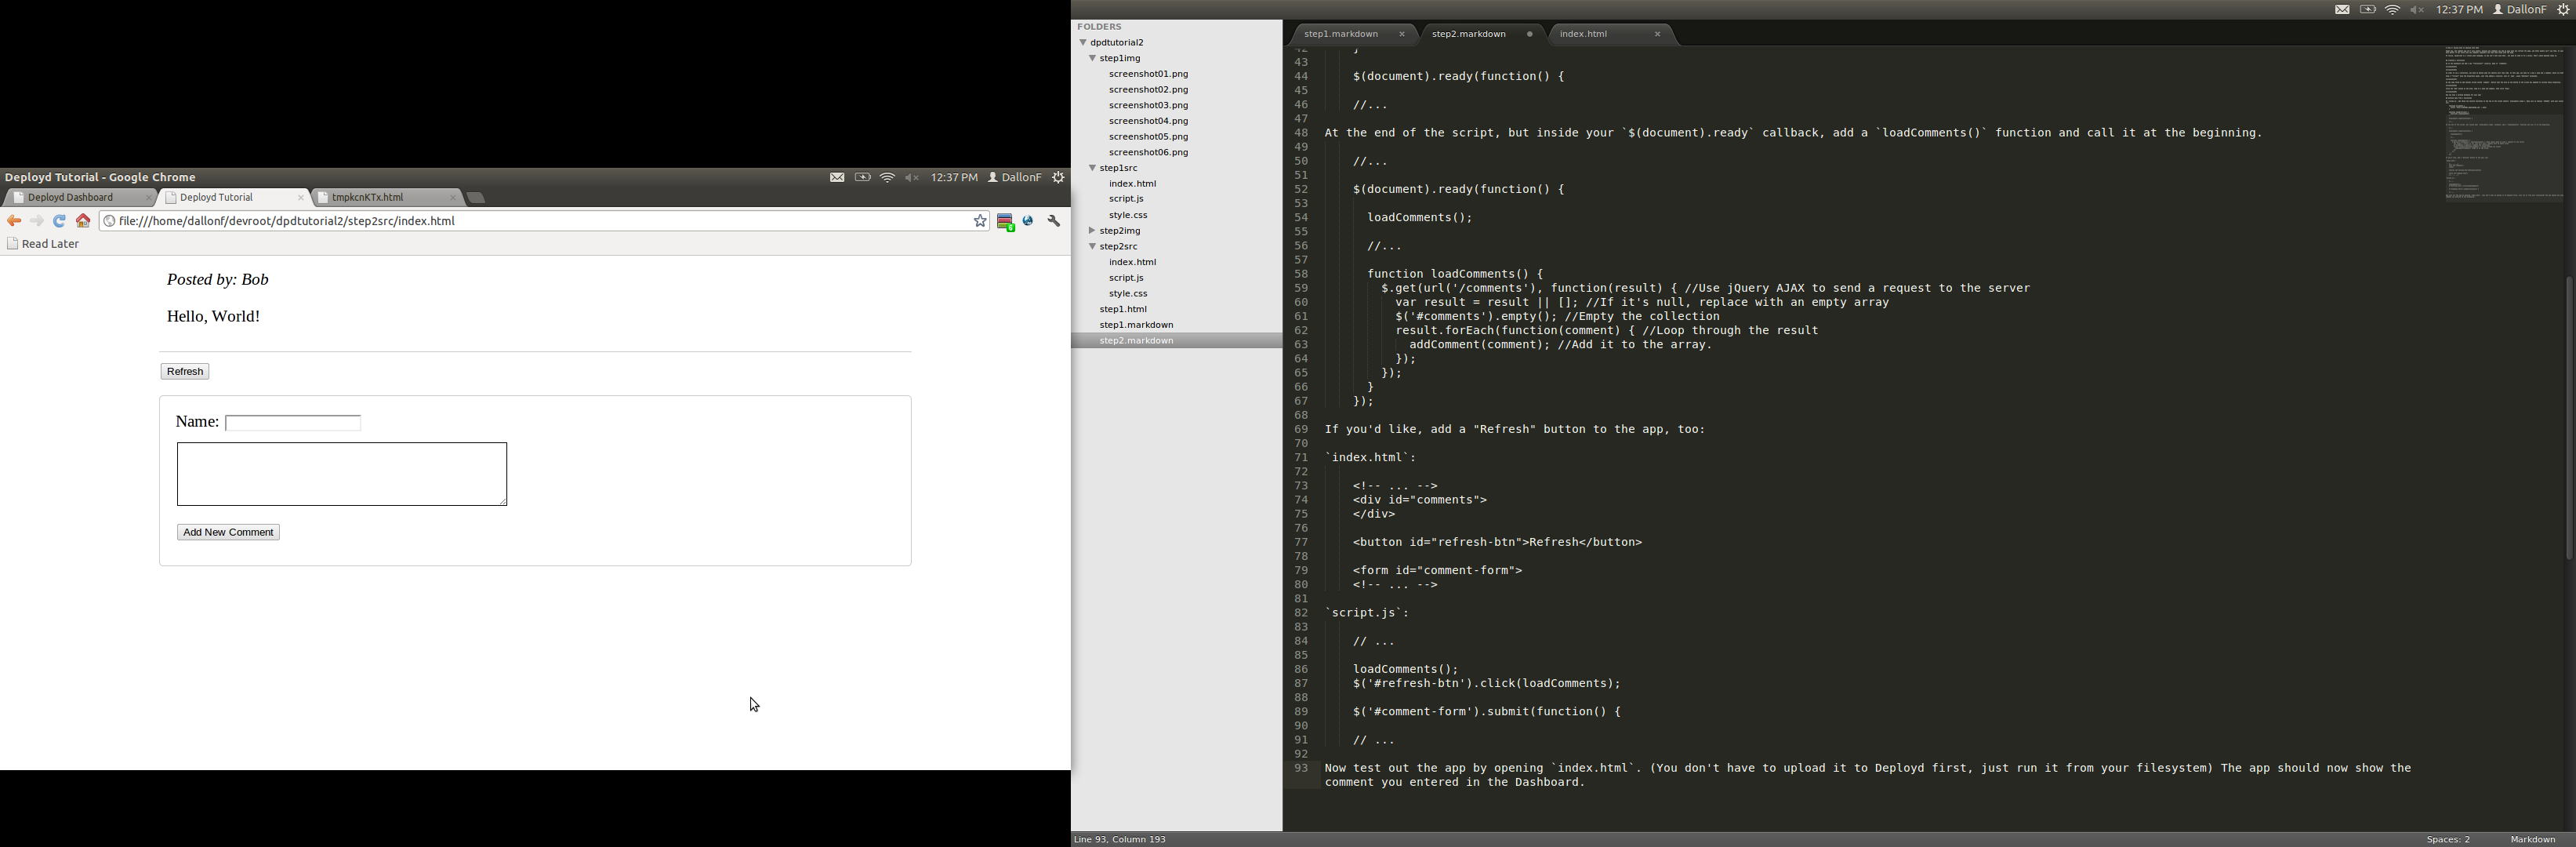 Deployd Tutorial - Google Chrome
12:37 PM DallonF
Deployd Dashboard
Deployd Tutorial
tmpkcnKTx.html
file:///home/dallonf/devroot/dpdtutorial2/step2src/index.html
Read Later
Posted by: Bob
Hello, World!
Refresh
Name:
Add New Comment
12:37 PM DallonF
FOLDERS
dpdtutorial2
step1img
screenshot01.png
screenshot02.png
screenshot03.png
screenshot04.png
screenshot05.png
screenshot06.png
step1src
index.html
script.js
style.css
step2img
step2src
index.html
script.js
style.css
step1.html
step1.markdown
step2.markdown
step1.markdown
step2.markdown
index.html
42 }
43
44 $(document).ready(function() {
45
46 //...
47
48 At the end of the script, but inside your `$(document).ready` callback, add a `loadComments()` function and call it at the beginning.
49
50 //...
51
52 $(document).ready(function() {
53
54 loadComments();
55
56 //...
57
58 function loadComments() {
59 $.get(url('/comments'), function(result) { //Use jQuery AJAX to send a request to the server
60 var result = result || []; //If it's null, replace with an empty array
61 $('#comments').empty(); //Empty the collection
62 result.forEach(function(comment) { //Loop through the result
63 addComment(comment); //Add it to the array.
64 });
65 });
66 }
67 });
68
69 If you'd like, add a "Refresh" button to the app, too:
70
71 `index.html`:
72
73 <!-- ... -->
74 <div id="comments">
75 </div>
76
77 <button id="refresh-btn">Refresh</button>
78
79 <form id="comment-form">
80 <!-- ... -->
81
82 `script.js`:
83
84 // ...
85
86 loadComments();
87 $('#refresh-btn').click(loadComments);
88
89 $('#comment-form').submit(function() {
90
91 // ...
92
93 Now test out the app by opening `index.html`. (You don't have to upload it to Deployd first, just run it from your filesystem) The app should now show the
comment you entered in the Dashboard.
Line 93, Column 193
Spaces: 2
Markdown